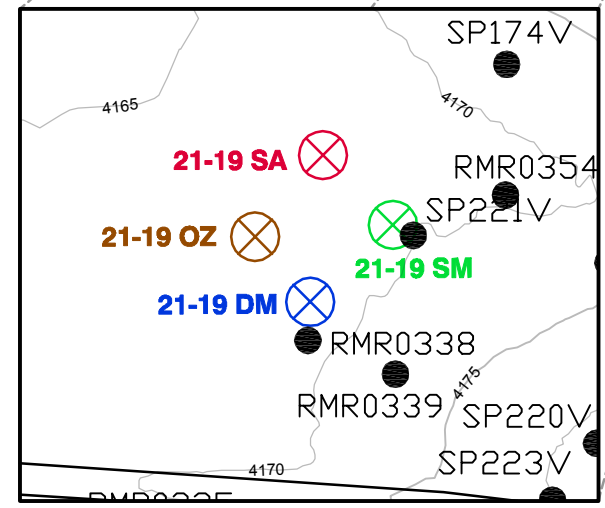 SP174V
4165
4170
21-19 SA
RMR0354
SP221V
21-19 OZ
21-19 SM
21-19 DM
RMR0338
4175
RMR0339
SP220V
SP223V
4170